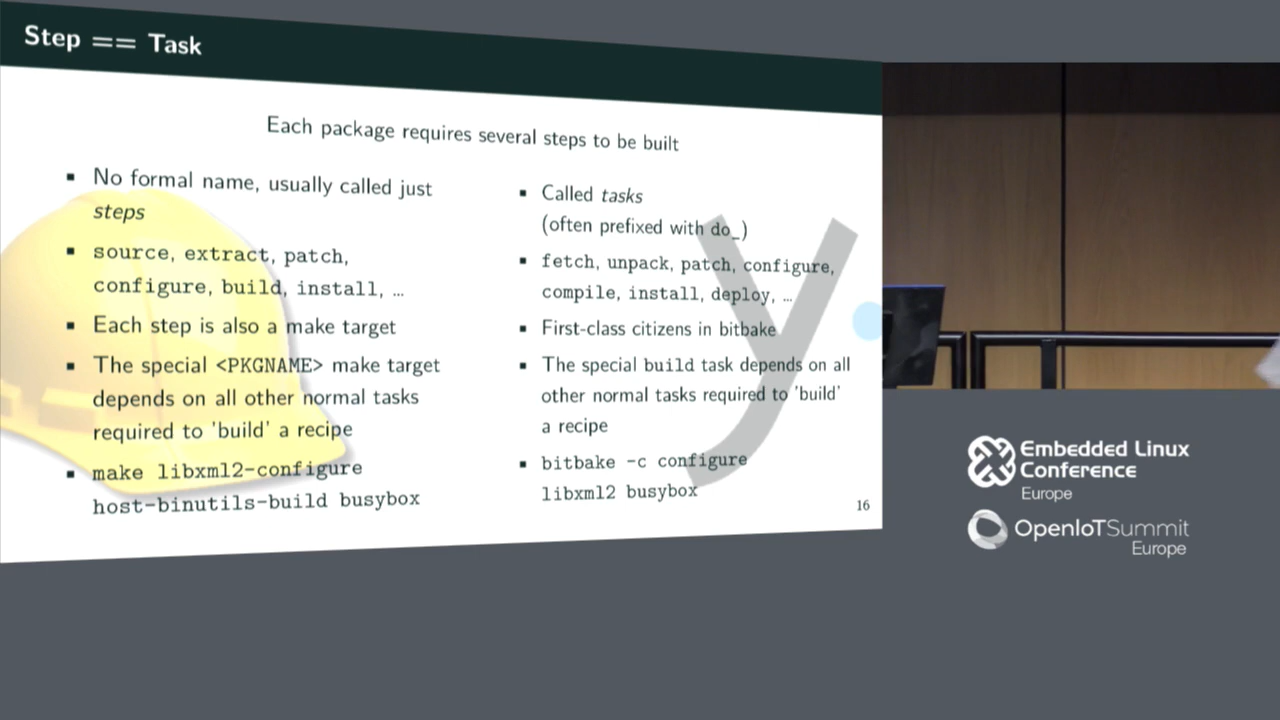 Step == Task
Each package requires several steps to be built
▪ No formal name, usually called just
steps
▪ source, extract, patch,
configure, build, install, …
▪ Each step is also a make target
▪ The special <PKGNAME> make target
depends on all other normal tasks
required to 'build' a recipe
▪ make libxml2-configure
host-binutils-build busybox
▪ Called tasks
(often prefixed with do_)
▪ fetch, unpack, patch, configure,
compile, install, deploy, …
▪ First-class citizens in bitbake
▪ The special build task depends on all
other normal tasks required to 'build'
a recipe
▪ bitbake -c configure
libxml2 busybox
16
Embedded Linux
Conference
Europe
OpenIoTSummit
Europe